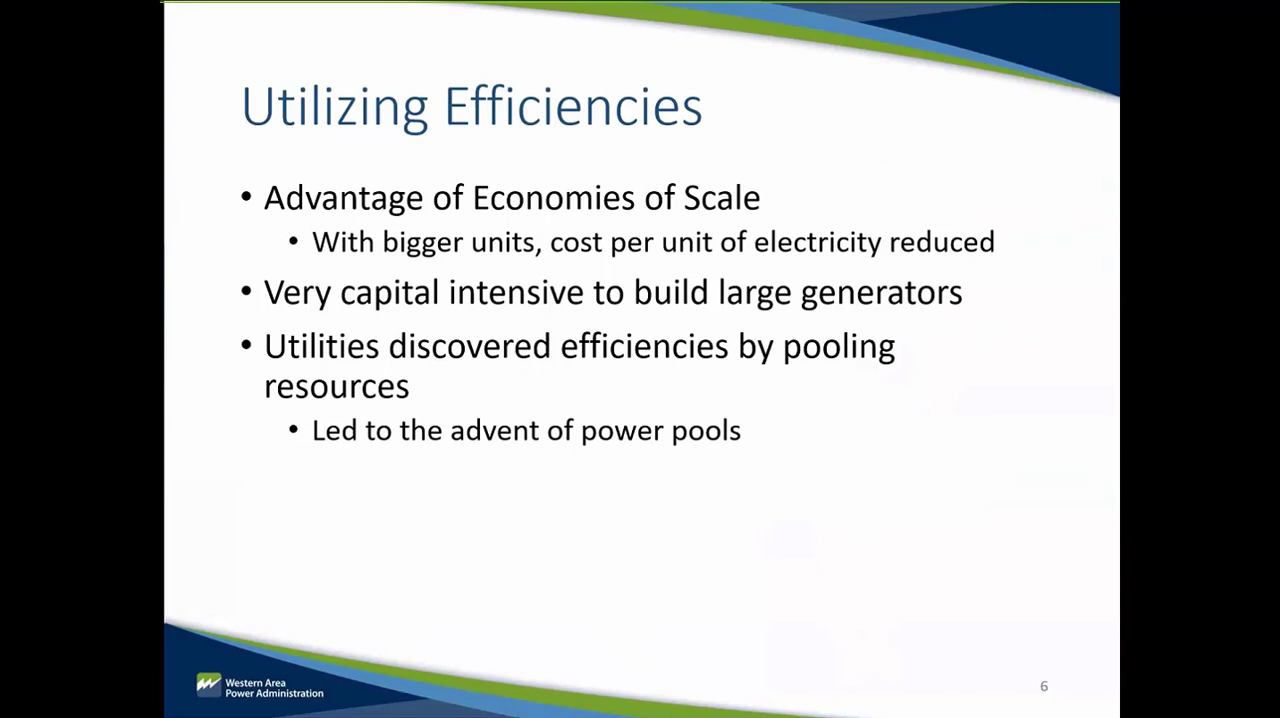 Utilizing Efficiencies
• Advantage of Economies of Scale
• With bigger units, cost per unit of electricity reduced
• Very capital intensive to build large generators
• Utilities discovered efficiencies by pooling
resources
• Led to the advent of power pools
Western Area
Power Administration
6